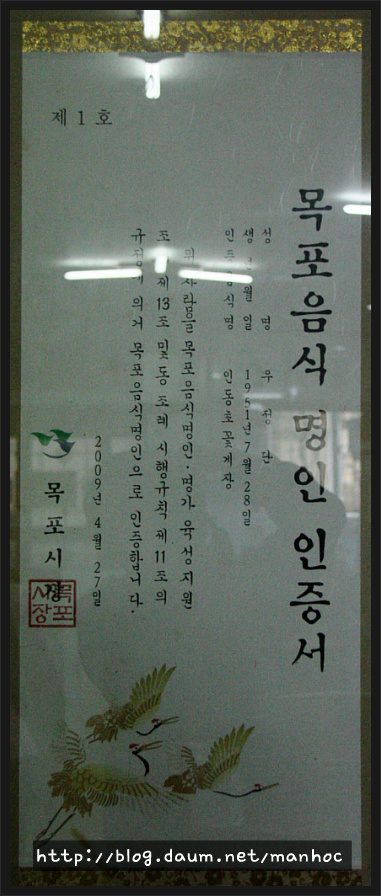 제 1 호
목포음식 명인 인증서
성 명 우 정 단
생 월 일 1951년 7월 28일
인 음 식 명 인동초 꽃게장
위 사람을 목포음식명인·명가 육성지원
조 제13조 및 동 조례 시행규칙 제11조의
규정에 의거 목포음식명인으로 인증합니다.
2009년 4월 27일
목포시장
목포
시장
http://blog.daum.net/manhoc